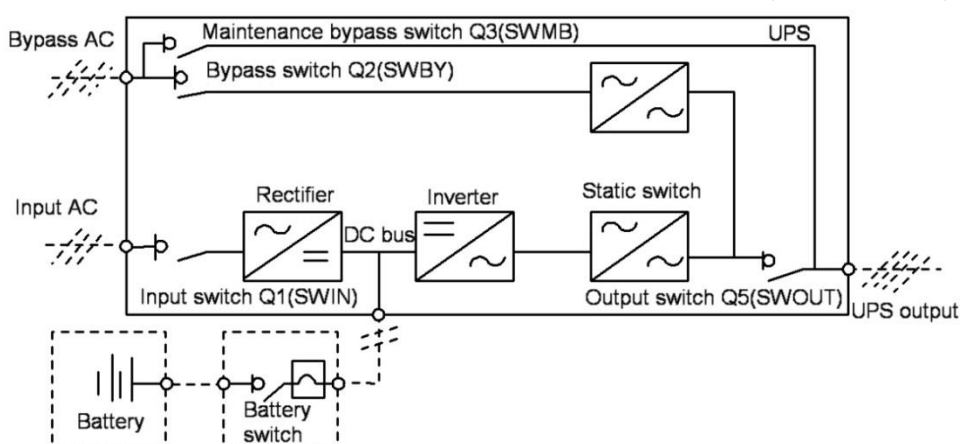 Bypass AC
Maintenance bypass switch Q3(SWMB)
UPS
Bypass switch Q2(SWBY)
Input AC
Rectifier
Inverter
Static switch
DC bus
Input switch Q1(SWIN)
Output switch Q5(SWOUT)
UPS output
Battery
Battery
switch